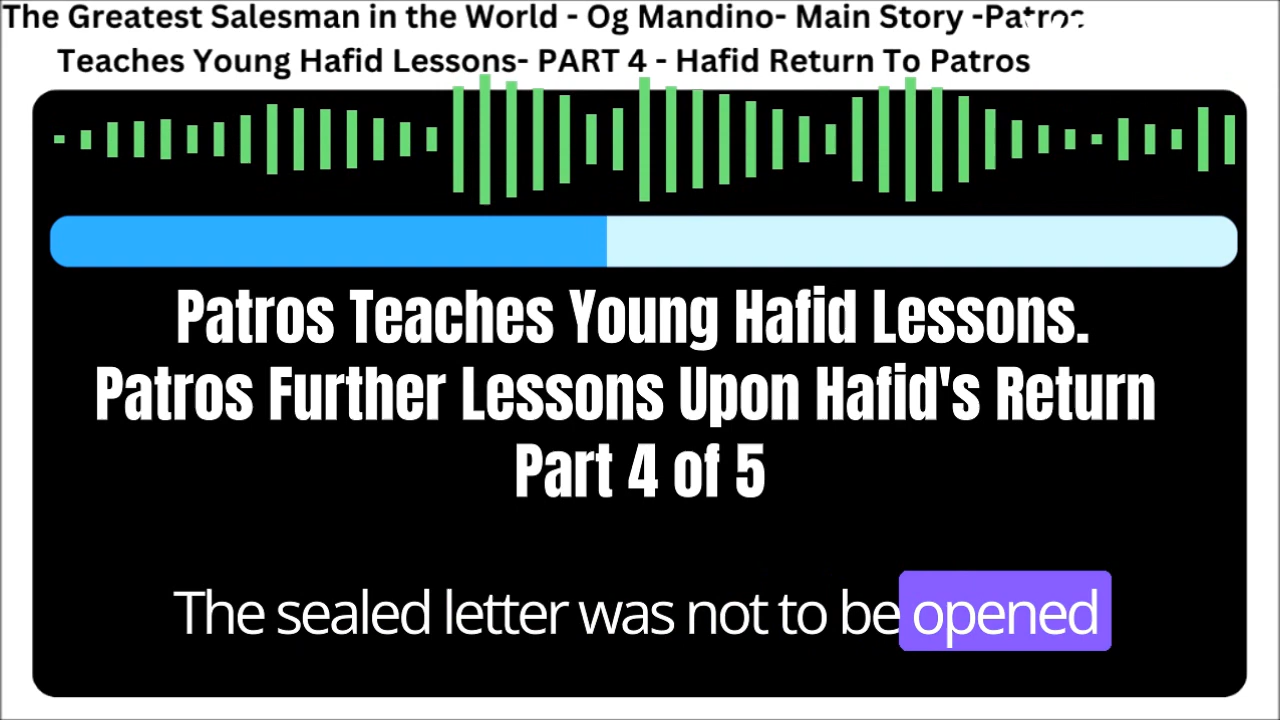 The Greatest Salesman in the World - Og Mandino- Main Story -Patros
Teaches Young Hafid Lessons- PART 4 - Hafid Return To Patros
Patros Teaches Young Hafid Lessons.
Patros Further Lessons Upon Hafid's Return
Part 4 of 5
The sealed letter was not to be opened